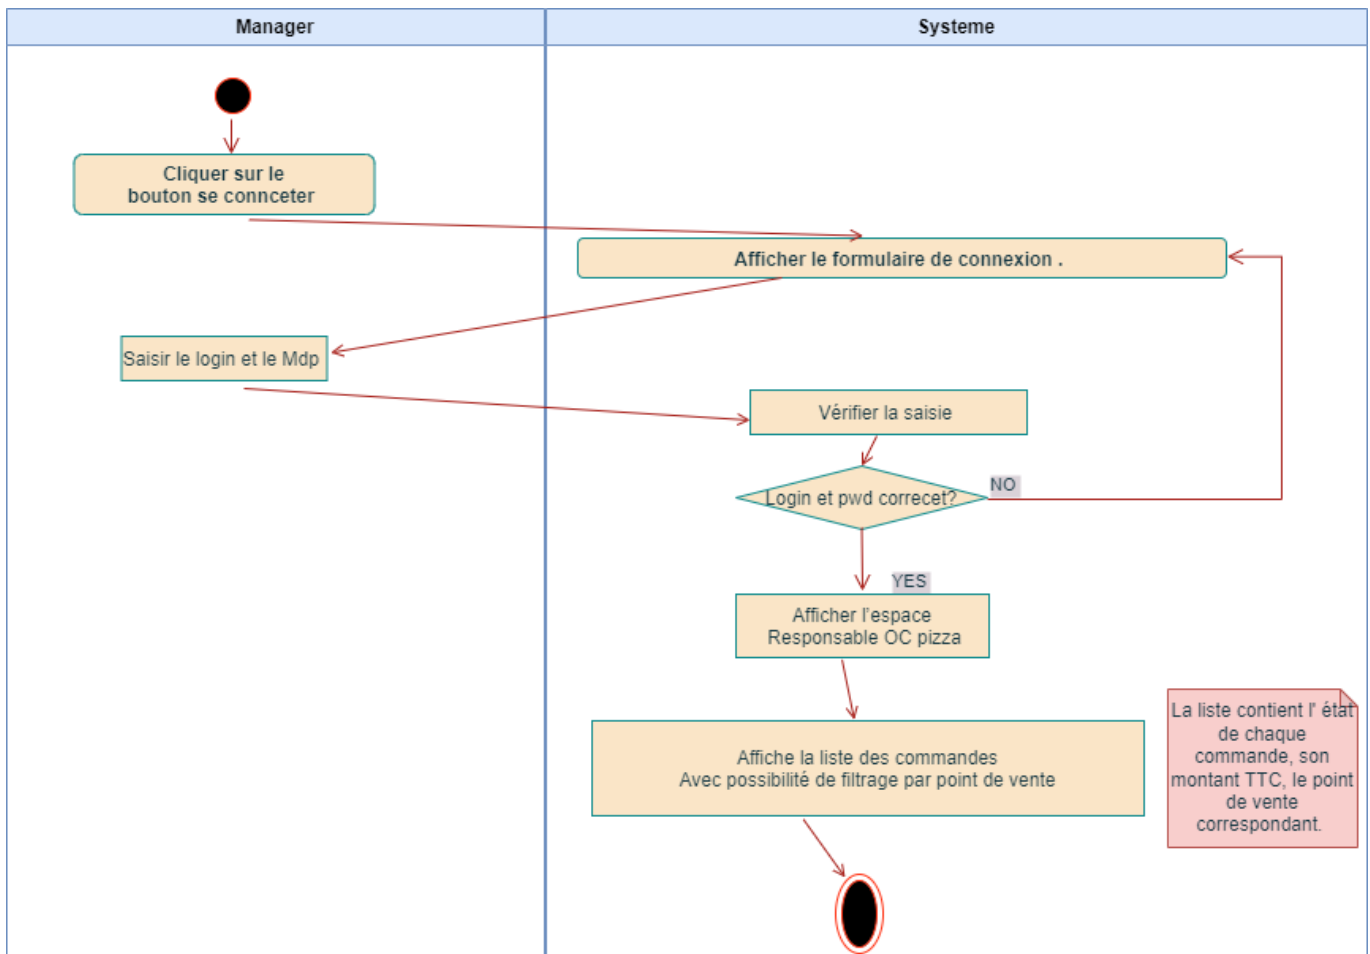 Manager
Systeme
Cliquer sur le
bouton se connceter
Afficher le formulaire de connexion .
Saisir le login et le Mdp
Vérifier la saisie
Login et pwd correcet?
NO
YES
Afficher l'espace
Responsable OC pizza
Affiche la liste des commandes
Avec possibilité de filtrage par point de vente
La liste contient l' état
de chaque
commande, son
montant TTC, le point
de vente
correspondant.